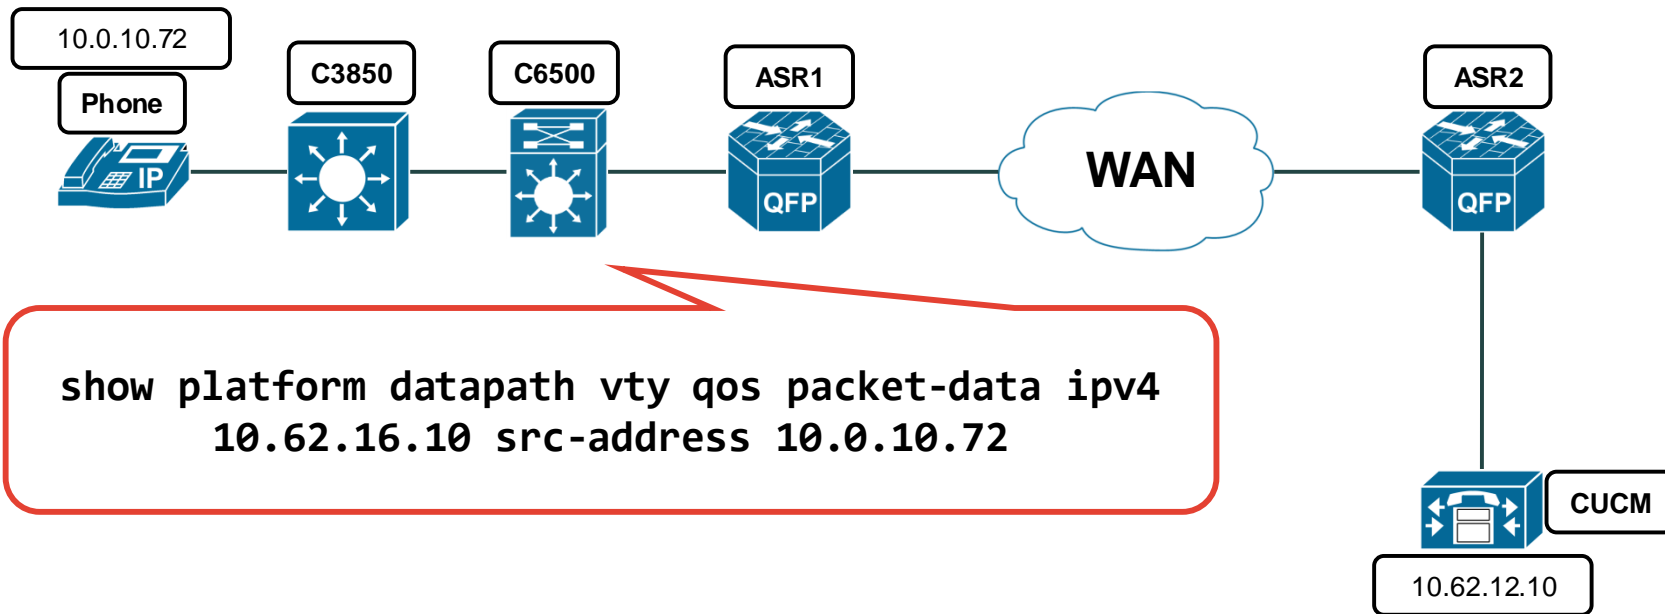 10.0.10.72
Phone
IP
C3850
C6500
ASR1
QFP
WAN
ASR2
QFP
show platform datapath vty qos packet-data ipv4
10.62.16.10 src-address 10.0.10.72
CUCM
10.62.12.10